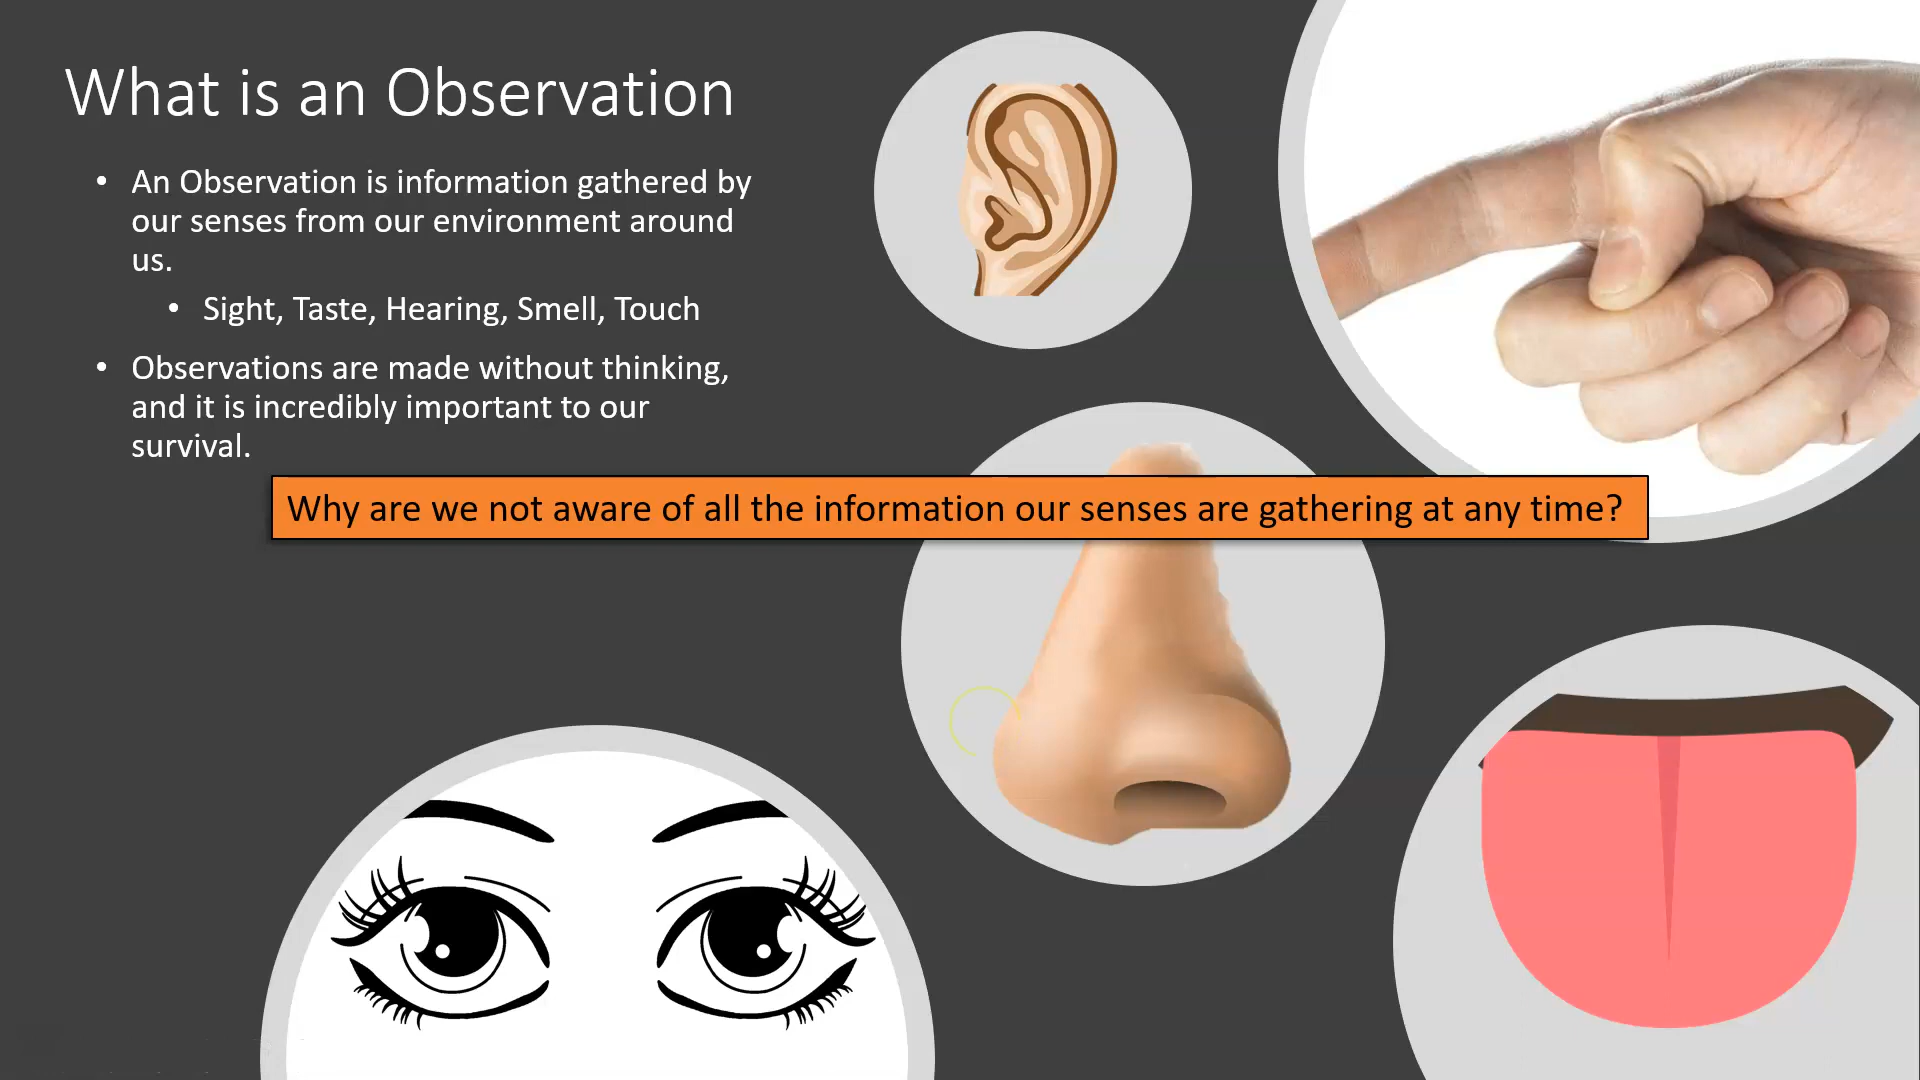 What is an Observation
• An Observation is information gathered by
our senses from our environment around
us.
• Sight, Taste, Hearing, Smell, Touch
• Observations are made without thinking,
and it is incredibly important to our
survival.
Why are we not aware of all the information our senses are gathering at any time?